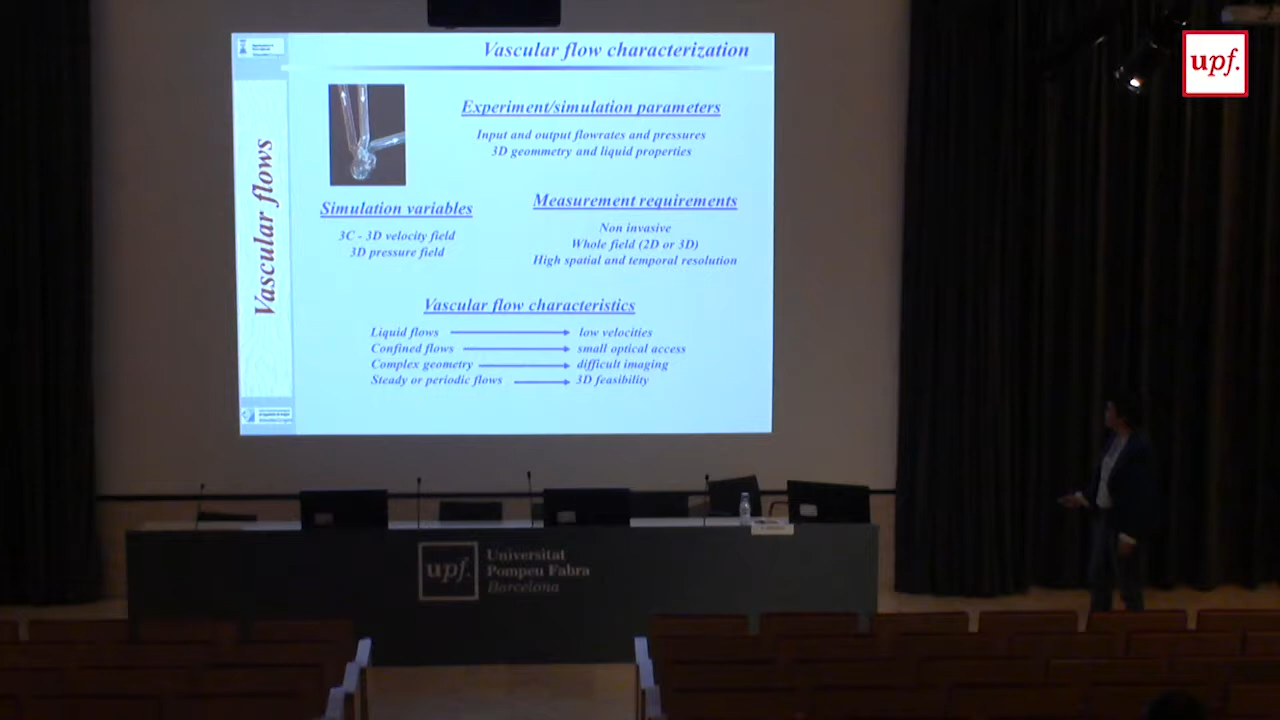 Vascular flow characterization
upf.
Vascular flows
Experiment/simulation parameters
Input and output flowrates and pressures
3D geommetry and liquid properties
Simulation variables
3C - 3D velocity field
3D pressure field
Measurement requirements
Non invasive
Whole field (2D or 3D)
High spatial and temporal resolution
Vascular flow characteristics
Liquid flows low velocities
Confined flows small optical access
Complex geometry difficult imaging
Steady or periodic flows 3D feasibility
upf.
Universitat
Pompeu Fabra
Barcelona